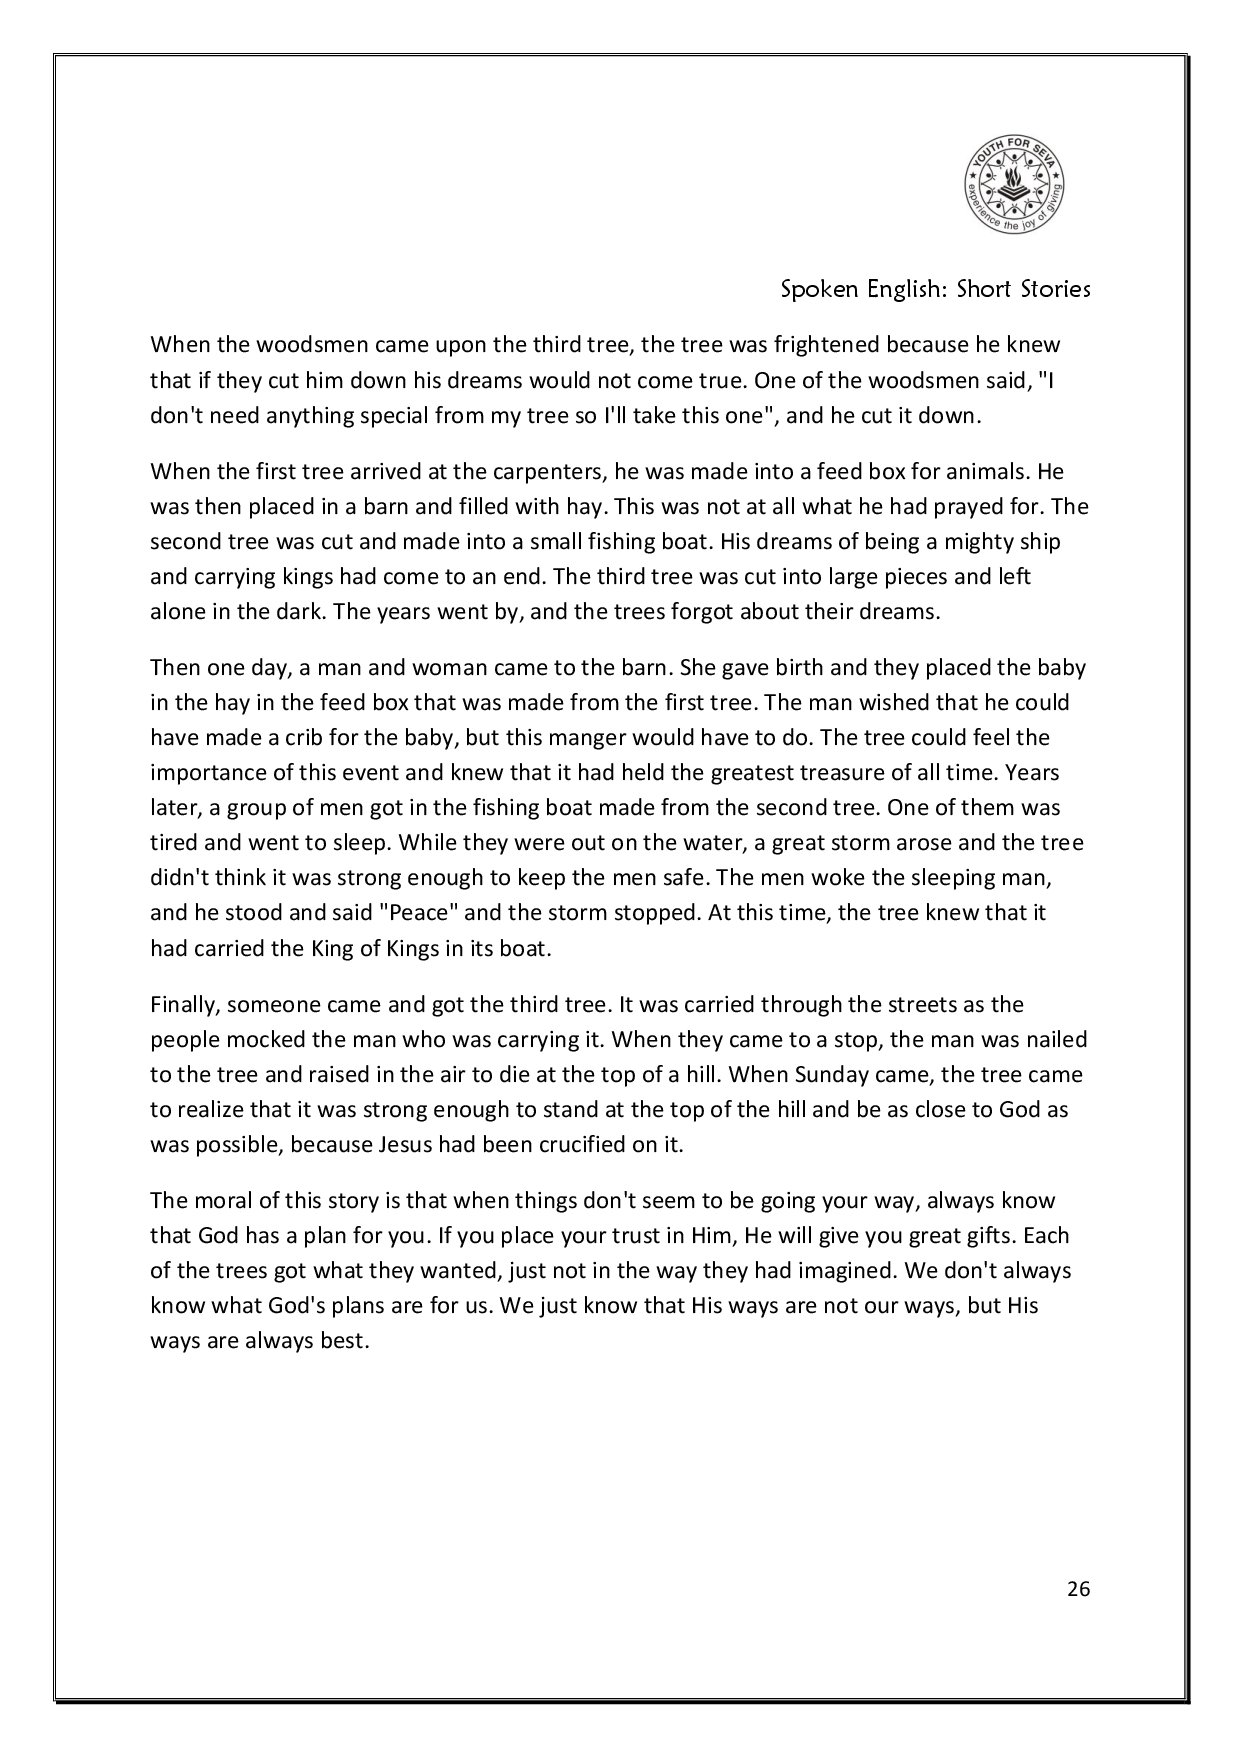 ★ YOUTH FOR SEVA ★
experience the joy of giving
Spoken English: Short Stories
When the woodsmen came upon the third tree, the tree was frightened because he knew
that if they cut him down his dreams would not come true. One of the woodsmen said, "I
don't need anything special from my tree so I'll take this one", and he cut it down.
When the first tree arrived at the carpenters, he was made into a feed box for animals. He
was then placed in a barn and filled with hay. This was not at all what he had prayed for. The
second tree was cut and made into a small fishing boat. His dreams of being a mighty ship
and carrying kings had come to an end. The third tree was cut into large pieces and left
alone in the dark. The years went by, and the trees forgot about their dreams.
Then one day, a man and woman came to the barn. She gave birth and they placed the baby
in the hay in the feed box that was made from the first tree. The man wished that he could
have made a crib for the baby, but this manger would have to do. The tree could feel the
importance of this event and knew that it had held the greatest treasure of all time. Years
later, a group of men got in the fishing boat made from the second tree. One of them was
tired and went to sleep. While they were out on the water, a great storm arose and the tree
didn't think it was strong enough to keep the men safe. The men woke the sleeping man,
and he stood and said "Peace" and the storm stopped. At this time, the tree knew that it
had carried the King of Kings in its boat.
Finally, someone came and got the third tree. It was carried through the streets as the
people mocked the man who was carrying it. When they came to a stop, the man was nailed
to the tree and raised in the air to die at the top of a hill. When Sunday came, the tree came
to realize that it was strong enough to stand at the top of the hill and be as close to God as
was possible, because Jesus had been crucified on it.
The moral of this story is that when things don't seem to be going your way, always know
that God has a plan for you. If you place your trust in Him, He will give you great gifts. Each
of the trees got what they wanted, just not in the way they had imagined. We don't always
know what God's plans are for us. We just know that His ways are not our ways, but His
ways are always best.
26